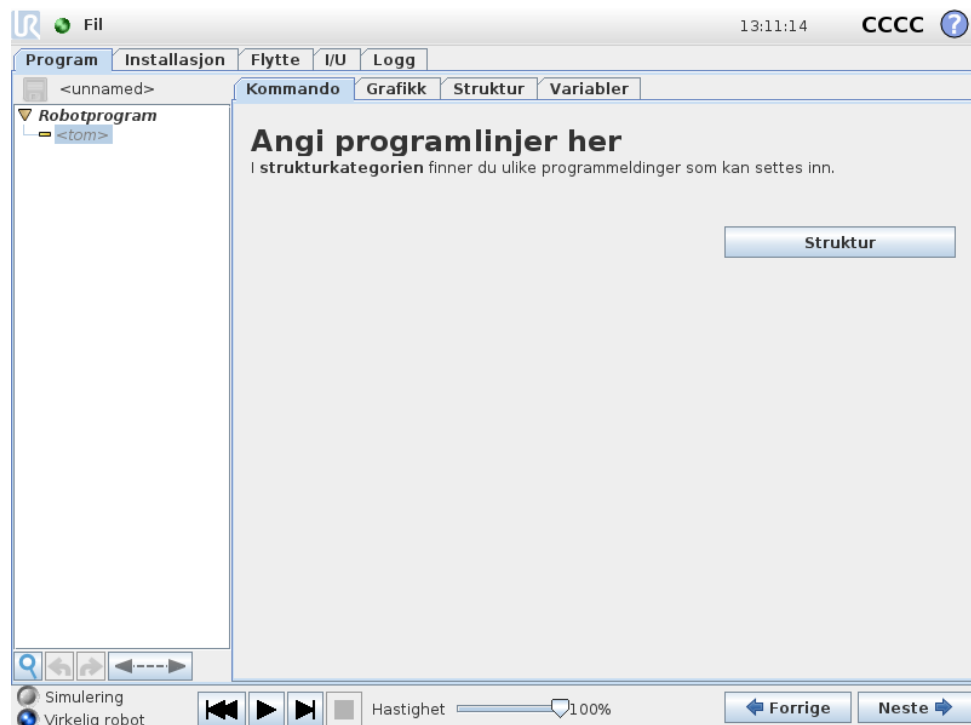 UR Fil 13:11:14 CCCC ?
Program Installasjon Flytte I/U Logg
<unnamed>
Kommando Grafikk Struktur Variabler
Robotprogram
<tom>
Angi programlinjer her
I strukturkategorien finner du ulike programmeldinger som kan settes inn.
Struktur
Simulering
Virkelig robot
Hastighet 100%
Forrige Neste